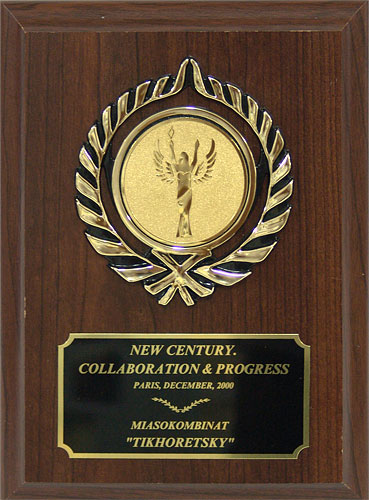 NEW CENTURY.
COLLABORATION & PROGRESS
PARIS, DECEMBER, 2000
MIASOKOMBINAT
"TIKHORETSKY"